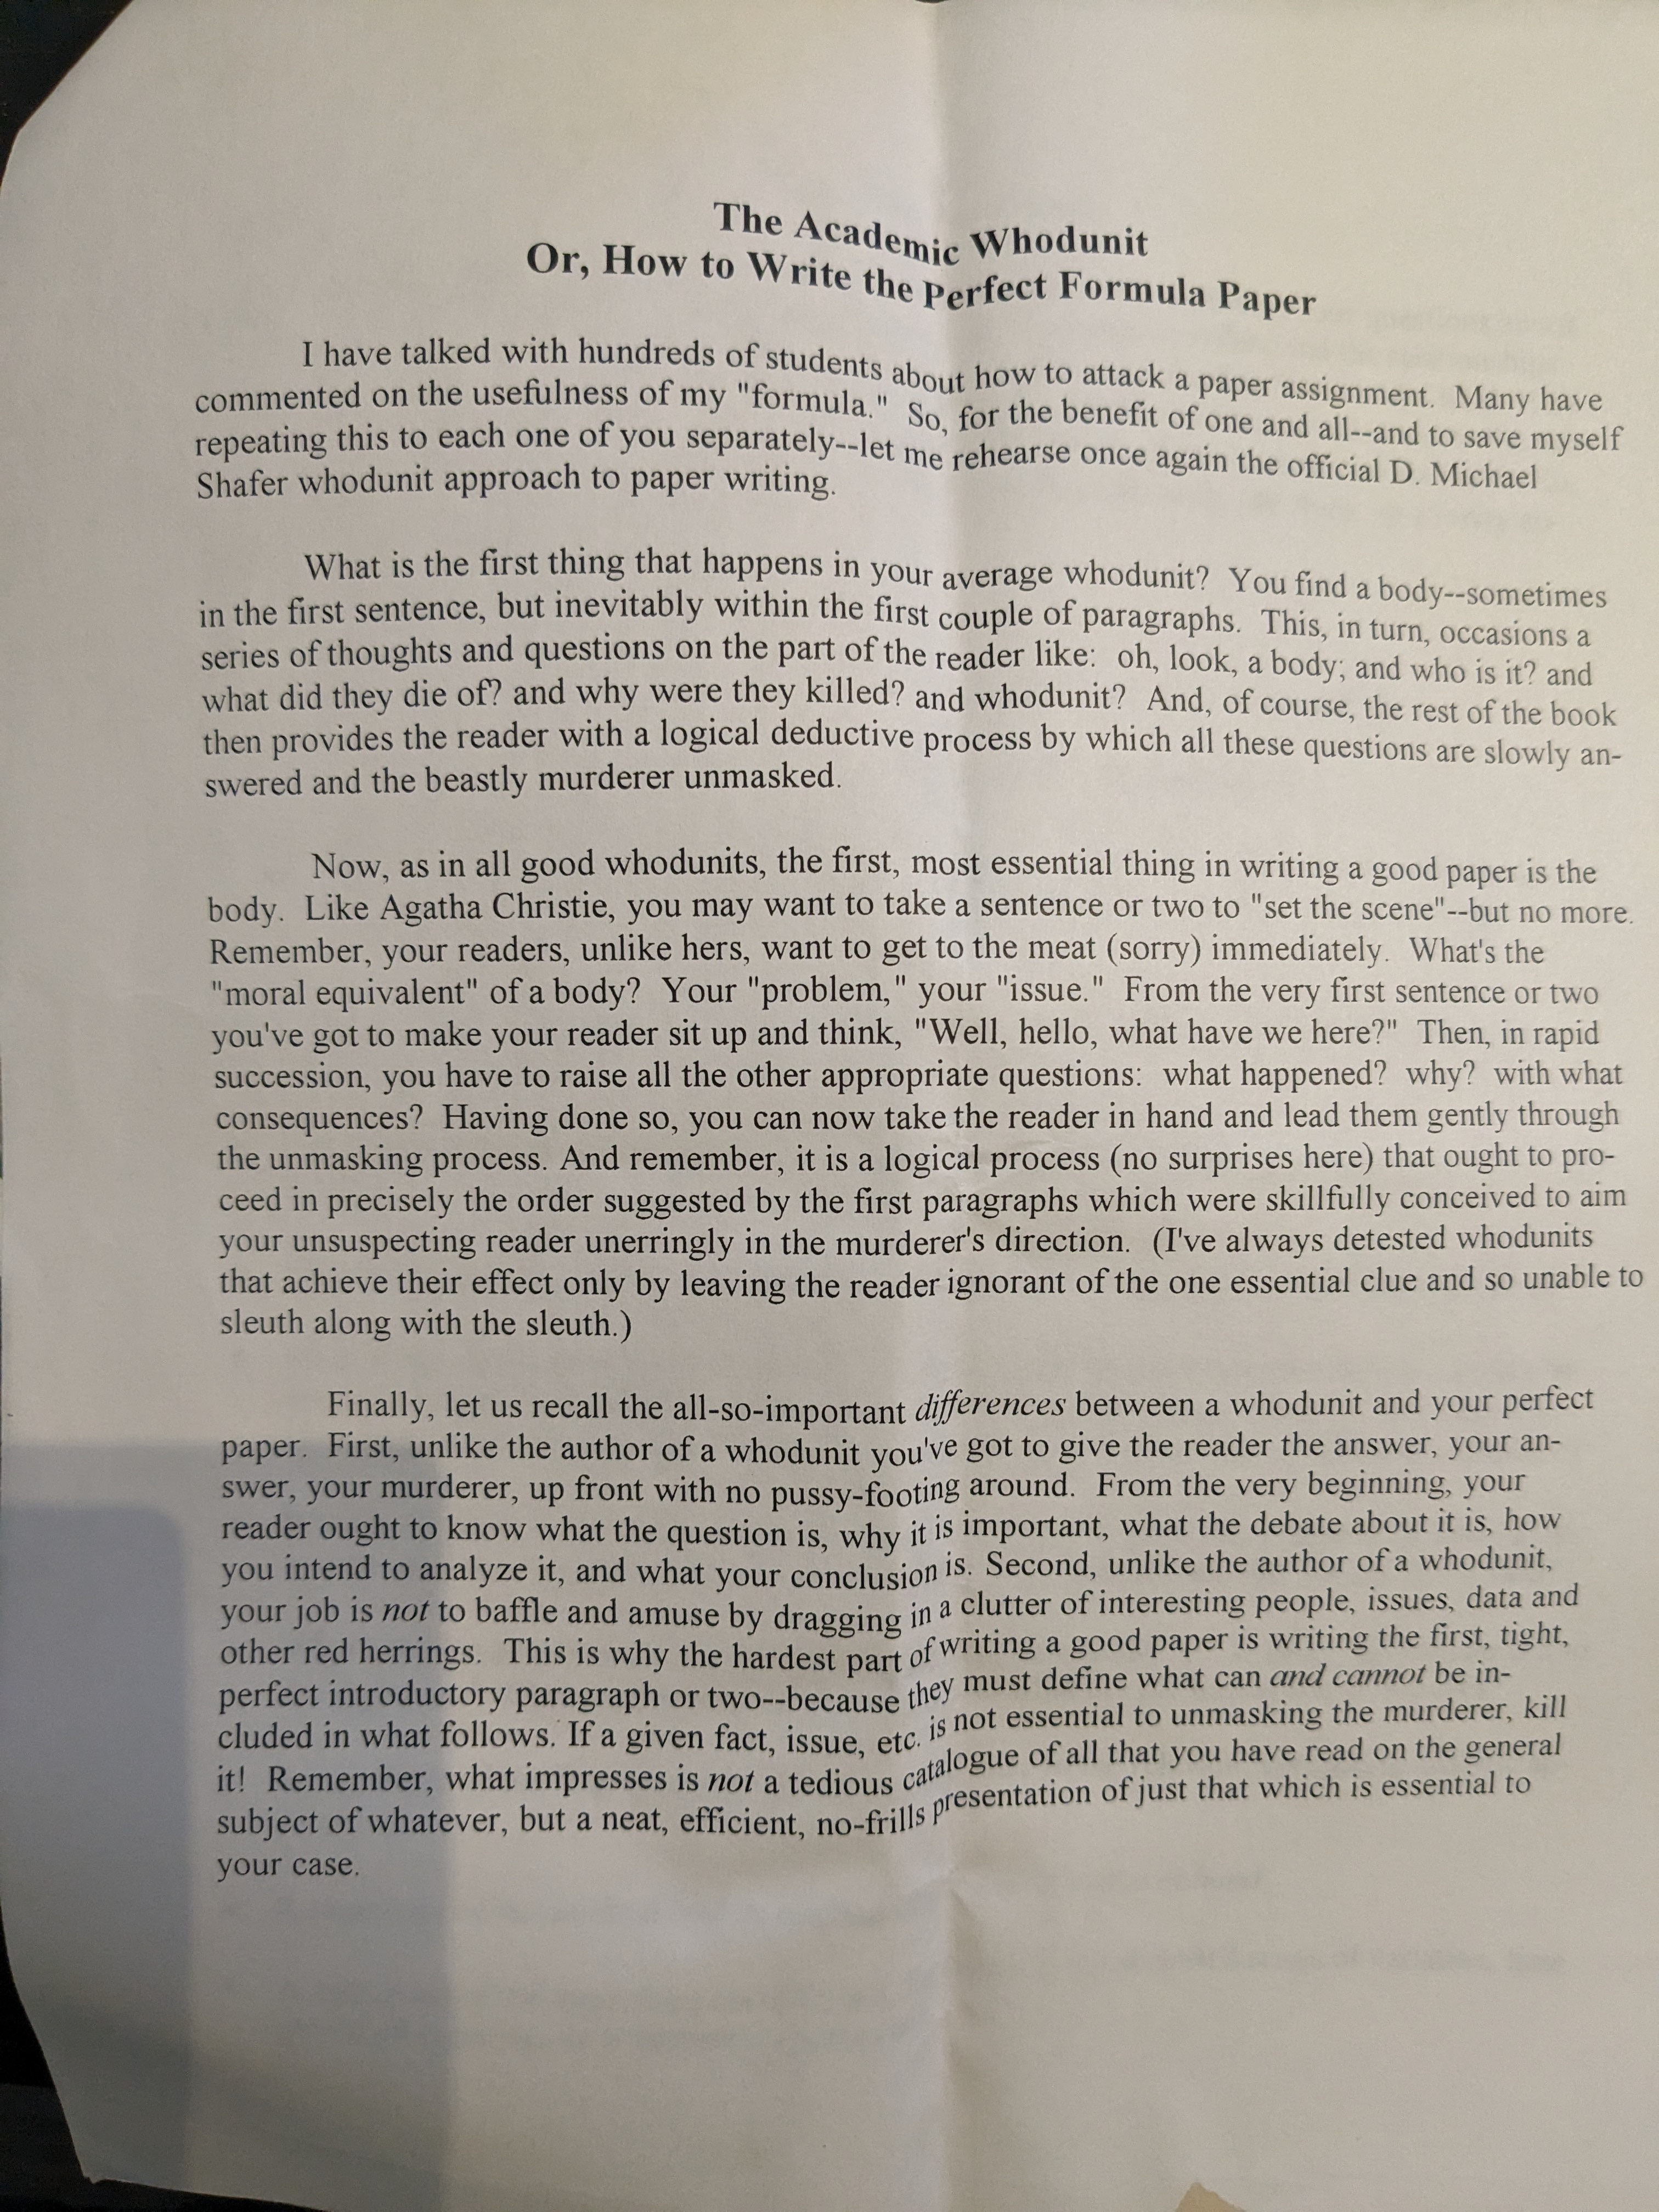 The Academic Whodunit
Or, How to Write the Perfect Formula Paper
I have talked with hundreds of students about how to attack a paper assignment. Many have
commented on the usefulness of my "formula." So, for the benefit of one and all--and to save myself
repeating this to each one of you separately--let me rehearse once again the official D. Michael
Shafer whodunit approach to paper writing.
What is the first thing that happens in your average whodunit? You find a body--sometimes
in the first sentence, but inevitably within the first couple of paragraphs. This, in turn, occasions a
series of thoughts and questions on the part of the reader like: oh, look, a body; and who is it? and
what did they die of? and why were they killed? and whodunit? And, of course, the rest of the book
then provides the reader with a logical deductive process by which all these questions are slowly an-
swered and the beastly murderer unmasked.
Now, as in all good whodunits, the first, most essential thing in writing a good paper is the
body. Like Agatha Christie, you may want to take a sentence or two to "set the scene"--but no more.
Remember, your readers, unlike hers, want to get to the meat (sorry) immediately. What's the
"moral equivalent" of a body? Your "problem," your "issue." From the very first sentence or two
you've got to make your reader sit up and think, "Well, hello, what have we here?" Then, in rapid
succession, you have to raise all the other appropriate questions: what happened? why? with what
consequences? Having done so, you can now take the reader in hand and lead them gently through
the unmasking process. And remember, it is a logical process (no surprises here) that ought to pro-
ceed in precisely the order suggested by the first paragraphs which were skillfully conceived to aim
your unsuspecting reader unerringly in the murderer's direction. (I've always detested whodunits
that achieve their effect only by leaving the reader ignorant of the one essential clue and so unable to
sleuth along with the sleuth.)
Finally, let us recall the all-so-important differences between a whodunit and your perfect
paper. First, unlike the author of a whodunit you've got to give the reader the answer, your an-
swer, your murderer, up front with no pussy-footing around. From the very beginning, your
reader ought to know what the question is, why it is important, what the debate about it is, how
you intend to analyze it, and what your conclusion is. Second, unlike the author of a whodunit,
your job is not to baffle and amuse by dragging in a clutter of interesting people, issues, data and
other red herrings. This is why the hardest part of writing a good paper is writing the first, tight,
perfect introductory paragraph or two--because they must define what can and cannot be in-
cluded in what follows. If a given fact, issue, etc. is not essential to unmasking the murderer, kill
it! Remember, what impresses is not a tedious catalogue of all that you have read on the general
subject of whatever, but a neat, efficient, no-frills presentation of just that which is essential to
your case.